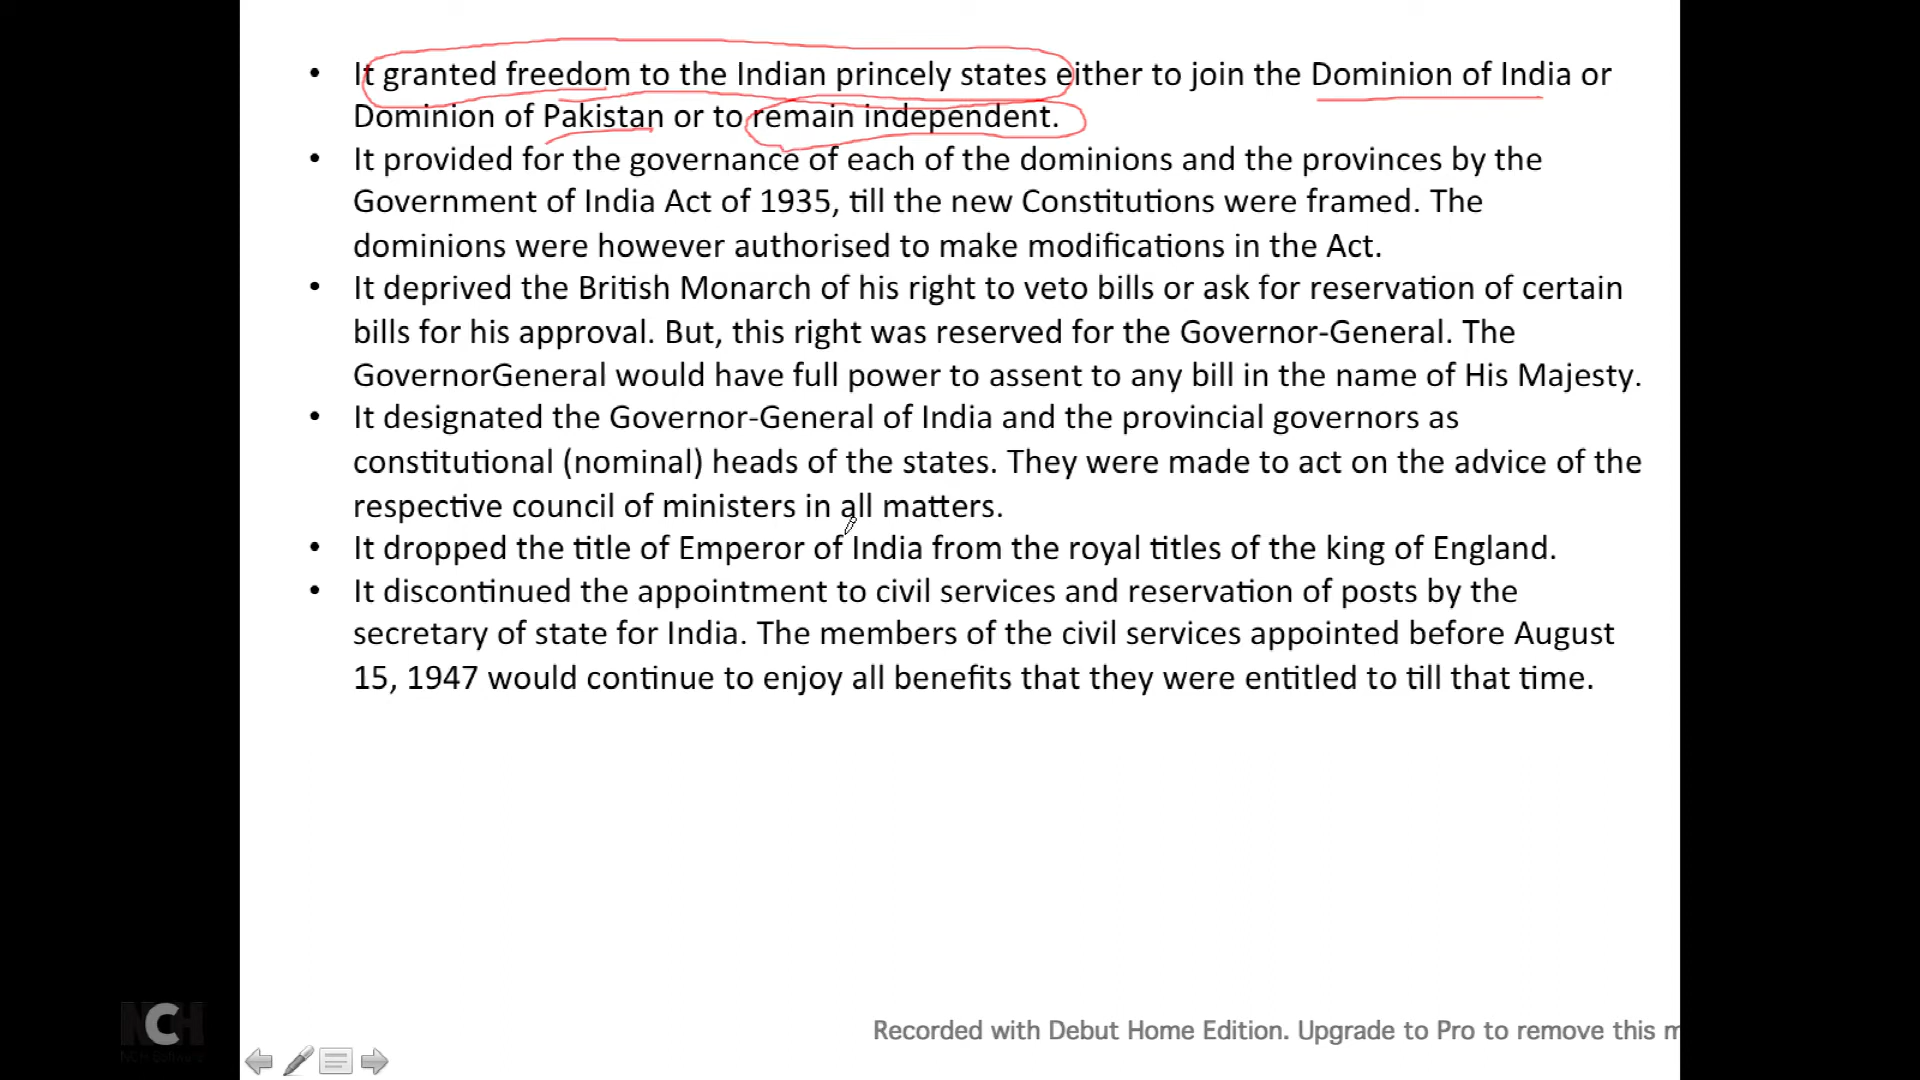 • It granted freedom to the Indian princely states either to join the Dominion of India or
Dominion of Pakistan or to remain independent.
• It provided for the governance of each of the dominions and the provinces by the
Government of India Act of 1935, till the new Constitutions were framed. The
dominions were however authorised to make modifications in the Act.
• It deprived the British Monarch of his right to veto bills or ask for reservation of certain
bills for his approval. But, this right was reserved for the Governor-General. The
GovernorGeneral would have full power to assent to any bill in the name of His Majesty.
• It designated the Governor-General of India and the provincial governors as
constitutional (nominal) heads of the states. They were made to act on the advice of the
respective council of ministers in all matters.
• It dropped the title of Emperor of India from the royal titles of the king of England.
• It discontinued the appointment to civil services and reservation of posts by the
secretary of state for India. The members of the civil services appointed before August
15, 1947 would continue to enjoy all benefits that they were entitled to till that time.
NCH
NCH Software
Recorded with Debut Home Edition. Upgrade to Pro to remove this m